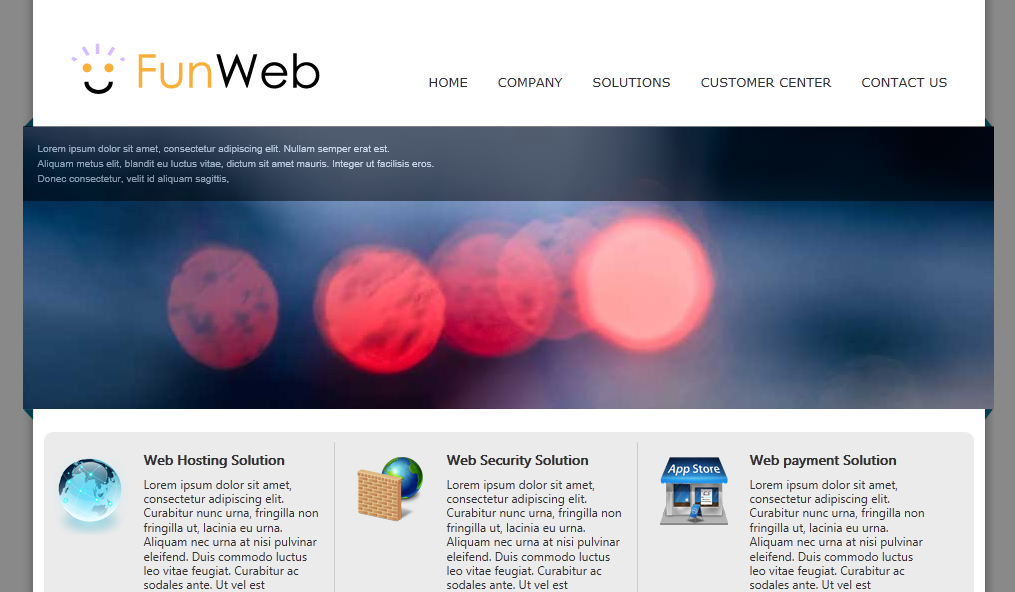 FunWeb
HOME COMPANY SOLUTIONS CUSTOMER CENTER CONTACT US
Lorem ipsum dolor sit amet, consectetur adipiscing elit. Nullam semper erat est.
Aliquam metus elit, blandit eu luctus vitae, dictum sit amet mauris. Integer ut facilisis eros.
Donec consectetur, velit id aliquam sagittis,
Web Hosting Solution
Lorem ipsum dolor sit amet,
consectetur adipiscing elit.
Curabitur nunc urna, fringilla non
fringilla ut, lacinia eu urna.
Aliquam nec urna at nisi pulvinar
eleifend. Duis commodo luctus
leo vitae feugiat. Curabitur ac
sodales ante. Ut vel est
Web Security Solution
Lorem ipsum dolor sit amet,
consectetur adipiscing elit.
Curabitur nunc urna, fringilla non
fringilla ut, lacinia eu urna.
Aliquam nec urna at nisi pulvinar
eleifend. Duis commodo luctus
leo vitae feugiat. Curabitur ac
sodales ante. Ut vel est
App Store
Web payment Solution
Lorem ipsum dolor sit amet,
consectetur adipiscing elit.
Curabitur nunc urna, fringilla non
fringilla ut, lacinia eu urna.
Aliquam nec urna at nisi pulvinar
eleifend. Duis commodo luctus
leo vitae feugiat. Curabitur ac
sodales ante. Ut vel est